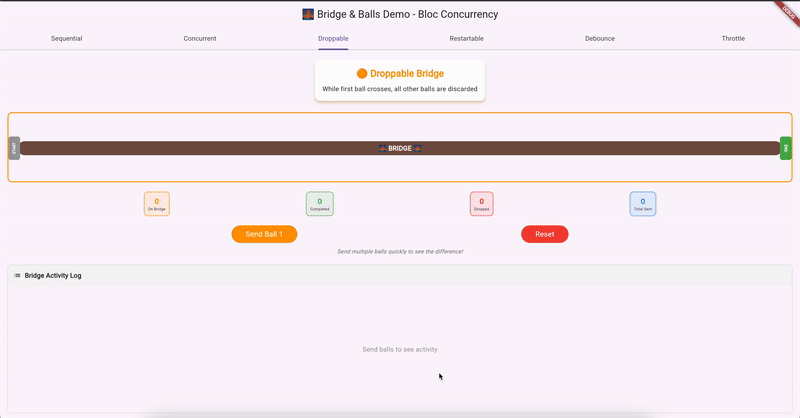 🌉 Bridge & Balls Demo - Bloc Concurrency
DEBUG
Sequential
Concurrent
Droppable
Restartable
Debounce
Throttle
🟠 Droppable Bridge
While first ball crosses, all other balls are discarded
START
🌉 BRIDGE 🌉
END
0
On Bridge
0
Completed
0
Dropped
0
Total Sent
Send Ball 1
Reset
Send multiple balls quickly to see the difference!
Bridge Activity Log
Send balls to see activity